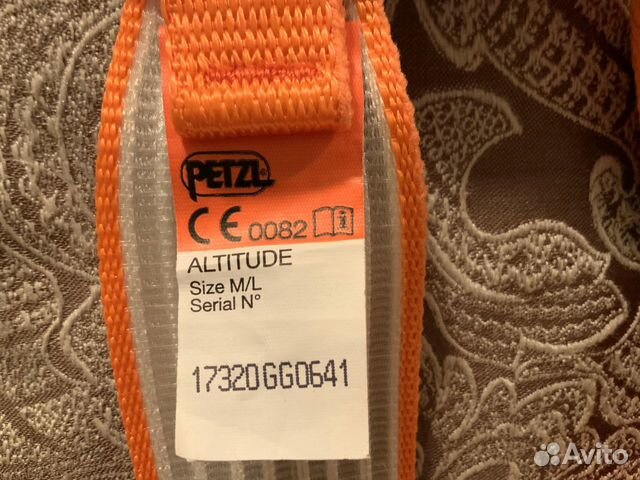 PETZL
CE 0082
ALTITUDE
Size M/L
Serial N°
17320GG0641
Avito